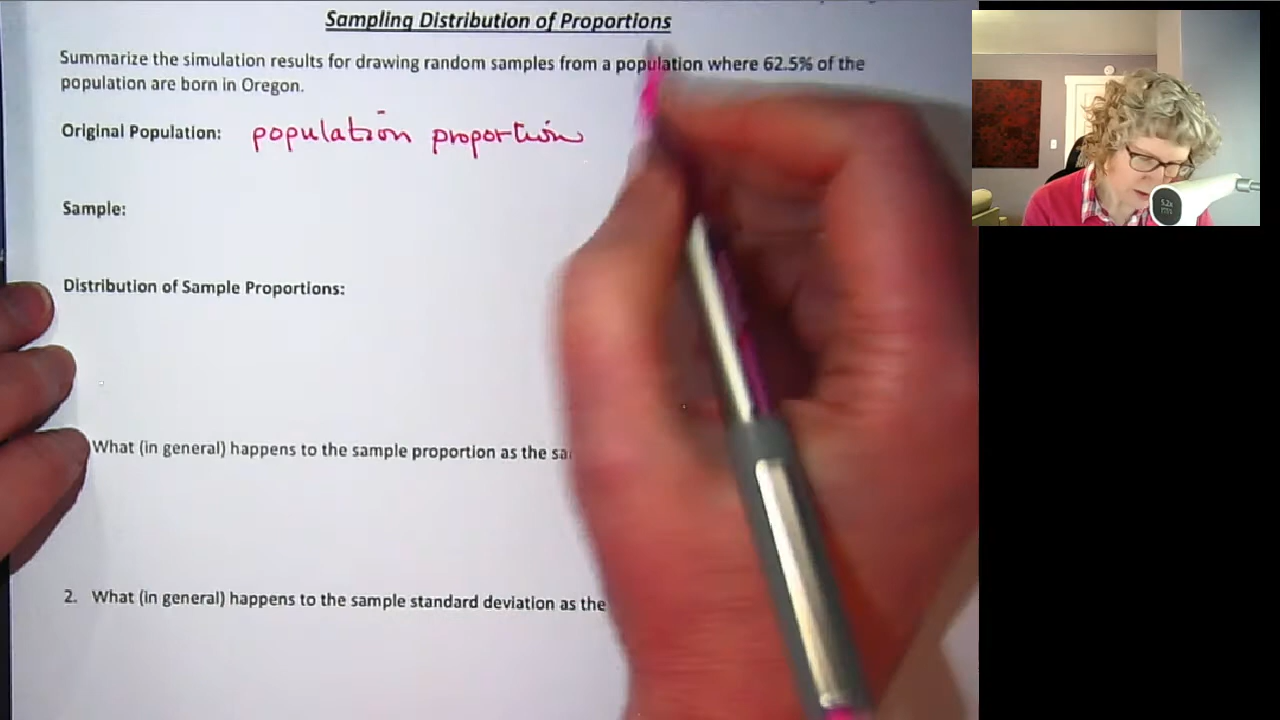 Sampling Distribution of Proportions
Summarize the simulation results for drawing random samples from a population where 62.5% of the
population are born in Oregon.
Original Population: population proportion
Sample:
Distribution of Sample Proportions:
What (in general) happens to the sample proportion as the
2. What (in general) happens to the sample standard deviation as the